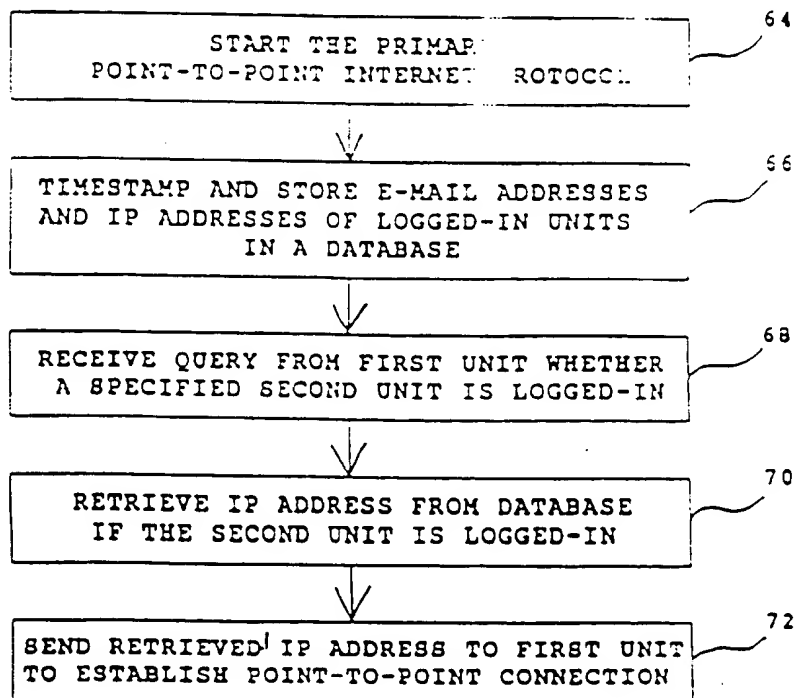 64
START THE PRIMAR
POINT-TO-POINT INTERNET ROTOCOL
66
TIMESTAMP AND STORE E-MAIL ADDRESSES
AND IP ADDRESSES OF LOGGED-IN UNITS
IN A DATABASE
68
RECEIVE QUERY FROM FIRST UNIT WHETHER
A SPECIFIED SECOND UNIT IS LOGGED-IN
70
RETRIEVE IP ADDRESS FROM DATABASE
IF THE SECOND UNIT IS LOGGED-IN
72
SEND RETRIEVED IP ADDRESS TO FIRST UNIT
TO ESTABLISH POINT-TO-POINT CONNECTION